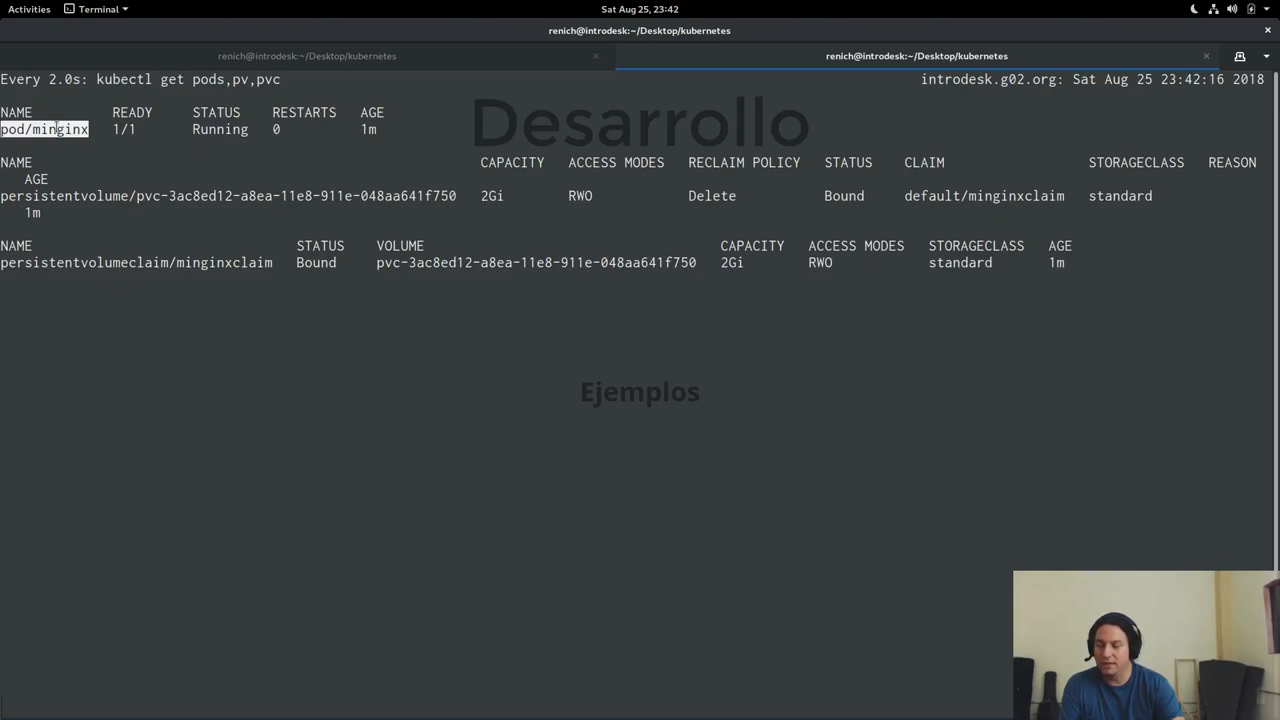 Activities Terminal Sat Aug 25, 23:42
renich@introdesk:~/Desktop/kubernetes
renich@introdesk:~/Desktop/kubernetes renich@introdesk:~/Desktop/kubernetes
Every 2.0s: kubectl get pods,pv,pvc introdesk.g02.org: Sat Aug 25 23:42:16 2018
Desarrollo
NAME READY STATUS RESTARTS AGE
pod/minginx 1/1 Running 0 1m
NAME CAPACITY ACCESS MODES RECLAIM POLICY STATUS CLAIM STORAGECLASS REASON
AGE
persistentvolume/pvc-3ac8ed12-a8ea-11e8-911e-048aa641f750 2Gi RWO Delete Bound default/minginxclaim standard
1m
NAME STATUS VOLUME CAPACITY ACCESS MODES STORAGECLASS AGE
persistentvolumeclaim/minginxclaim Bound pvc-3ac8ed12-a8ea-11e8-911e-048aa641f750 2Gi RWO standard 1m
Ejemplos